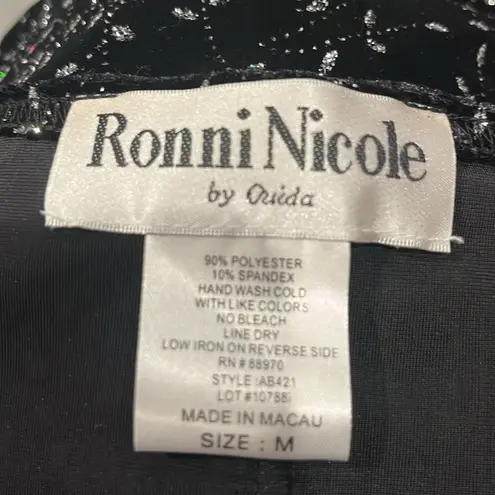 Ronni Nicole
by Ouida
90% POLYESTER
10% SPANDEX
HAND WASH COLD
WITH LIKE COLORS
NO BLEACH
LINE DRY
LOW IRON ON REVERSE SIDE
RN # 88970
STYLE :AB421
LOT #10788i
MADE IN MACAU
SIZE : M